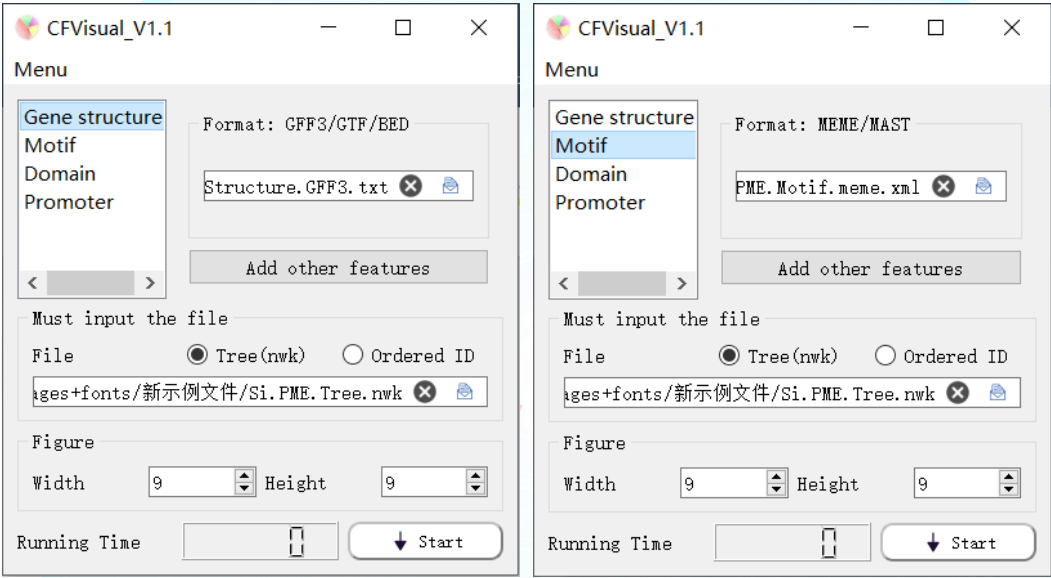 CFVisual_V1.1
Menu
Gene structure
Motif
Domain
Promoter
Format: GFF3/GTF/BED
Structure.GFF3.txt
Add other features
Must input the file
File Tree(nwk) Ordered ID
ages+fonts/新示例文件/Si.PME.Tree.nwk
Figure
Width 9 Height 9
Running Time 0 Start
CFVisual_V1.1
Menu
Gene structure
Motif
Domain
Promoter
Format: MEME/MAST
PME.Motif.meme.xml
Add other features
Must input the file
File Tree(nwk) Ordered ID
ages+fonts/新示例文件/Si.PME.Tree.nwk
Figure
Width 9 Height 9
Running Time 0 Start